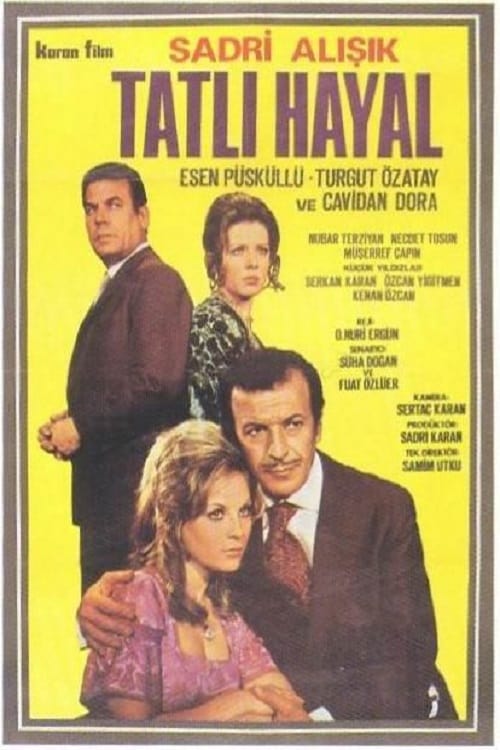 Karan film
SADRİ ALIŞIK
TATLI HAYAL
ESEN PÜSKÜLLÜ - TURGUT ÖZATAY
VE CAVİDAN DORA
NUBAR TERZİYAN NECDET TOSUN
MÜŞERREF ÇAPIN
KÜÇÜK YILDIZLAR
SERKAN KARAN ÖZCAN YİĞİTMEN
KENAN ÖZCAN
REJİ:
O.NURİ ERGÜN
SENARYO:
SÜHA DOĞAN
VE
FUAT ÖZLÜER
KAMERA:
SERTAÇ KARAN
PRODÜKTÖR:
SADRİ KARAN
TEK.DİREKTÖR:
SAMİM UTKU